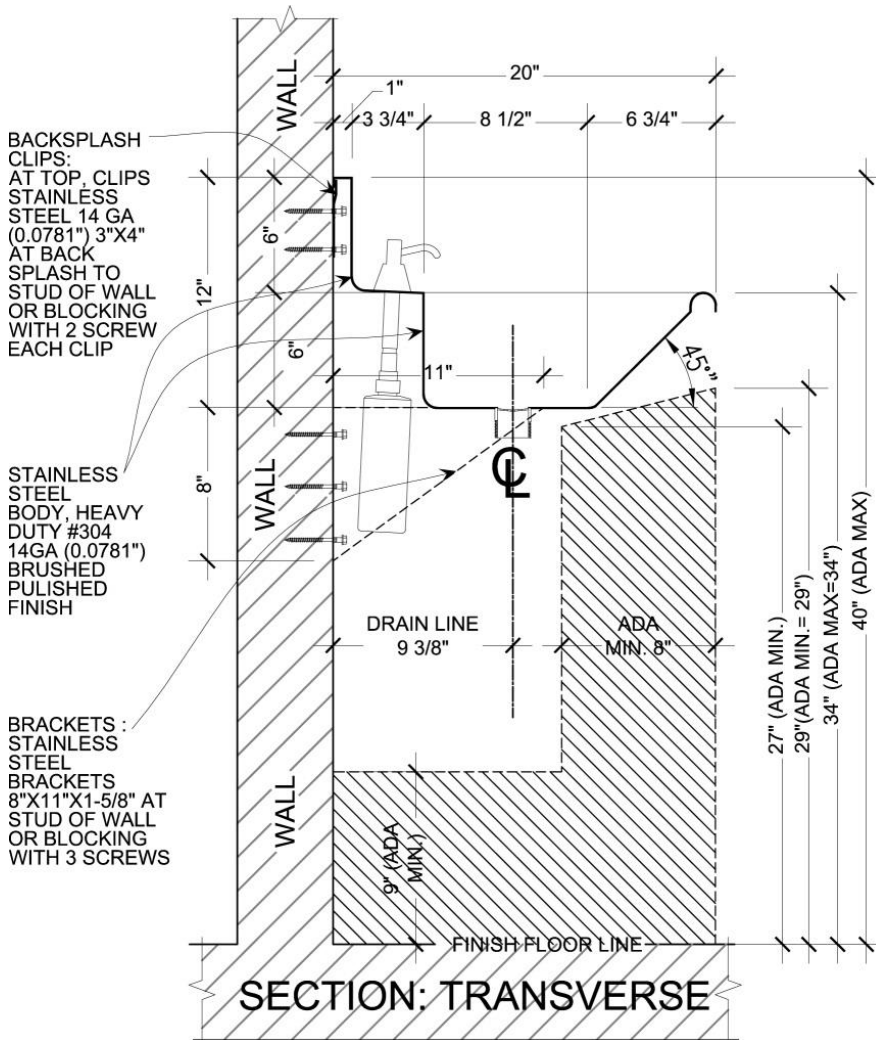 20"
1"
3 3/4"
8 1/2"
6 3/4"
WALL
BACKSPLASH
CLIPS:
AT TOP, CLIPS
STAINLESS
STEEL 14 GA
(0.0781") 3"X4"
AT BACK
SPLASH TO
STUD OF WALL
OR BLOCKING
WITH 2 SCREW
EACH CLIP
12"
6"
6"
11"
45°"
8"
WALL
℄
STAINLESS
STEEL
BODY, HEAVY
DUTY #304
14GA (0.0781")
BRUSHED
PULISHED
FINISH
DRAIN LINE
9 3/8"
ADA
MIN. 8"
27" (ADA MIN.)
29"(ADA MIN.= 29")
34" (ADA MAX=34")
40" (ADA MAX)
BRACKETS :
STAINLESS
STEEL
BRACKETS
8"X11"X1-5/8" AT
STUD OF WALL
OR BLOCKING
WITH 3 SCREWS
WALL
9" (ADA
MIN.)
FINISH FLOOR LINE
SECTION: TRANSVERSE